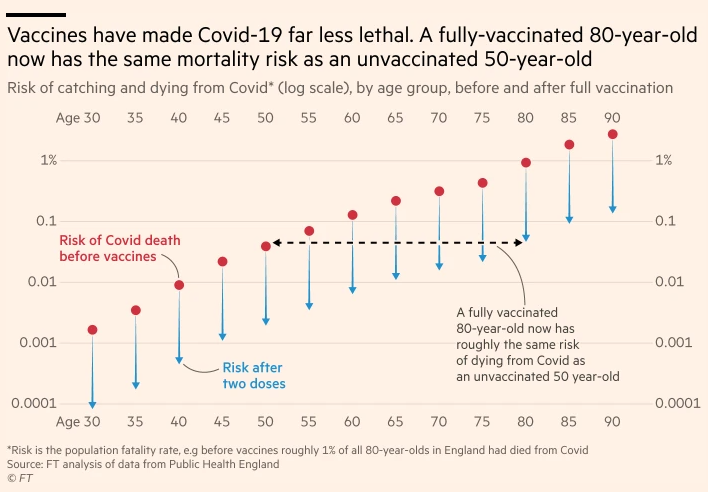 Vaccines have made Covid-19 far less lethal. A fully-vaccinated 80-year-old
now has the same mortality risk as an unvaccinated 50-year-old
Risk of catching and dying from Covid* (log scale), by age group, before and after full vaccination
Age 30 35 40 45 50 55 60 65 70 75 80 85 90
1% 1%
0.1 0.1
Risk of Covid death
before vaccines
0.01 0.01
A fully vaccinated
80-year-old now has
roughly the same risk
of dying from Covid as
an unvaccinated 50 year-old
0.001 0.001
Risk after
two doses
0.0001 0.0001
Age 30 35 40 45 50 55 60 65 70 75 80 85 90
*Risk is the population fatality rate, e.g before vaccines roughly 1% of all 80-year-olds in England had died from Covid
Source: FT analysis of data from Public Health England
© FT